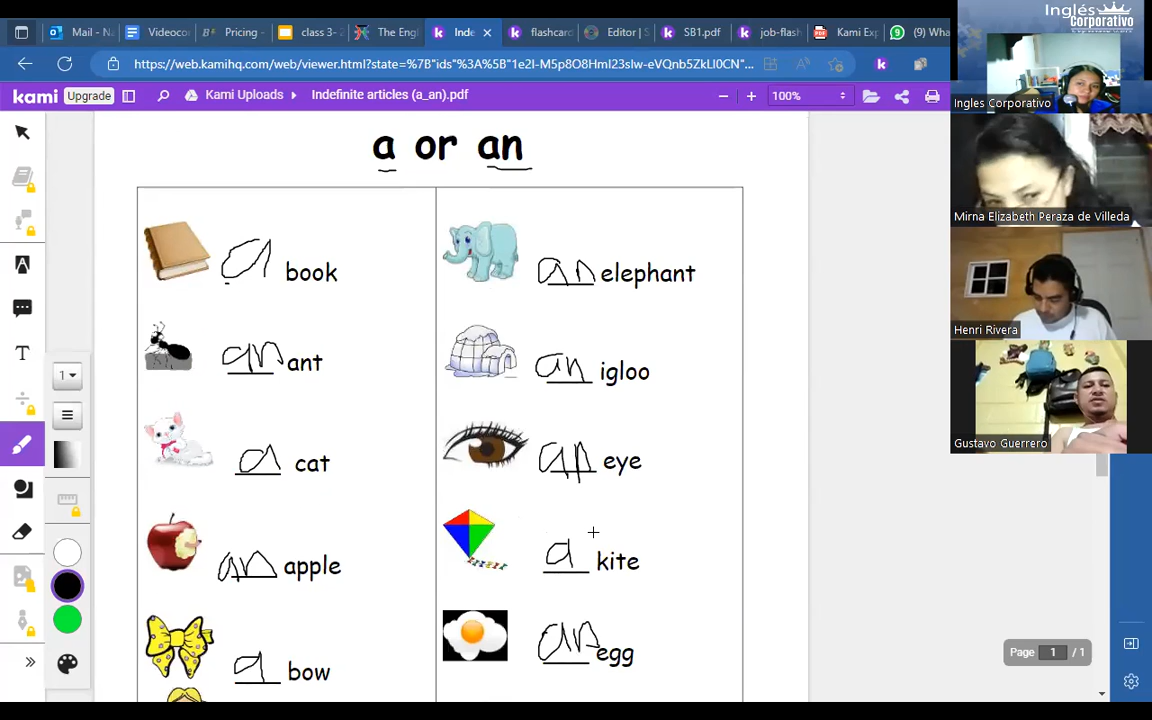 Mail - N
Videocor
Pricing -
class 3-
The Engl
Inde
flashcard
Editor | S
SB1.pdf
job-flash
Kami Exp
(9) Wha
https://web.kamihq.com/web/viewer.html?state=%7B"ids"%3A%5B"1e2I-M5p8O8HmI23slw-eVQnb5ZkLI0CN"...
kami Upgrade Kami Uploads Indefinite articles (a_an).pdf 100%
a or an
a book
an elephant
an ant
an igloo
a cat
an eye
an apple
a kite
a bow
an egg
1
T
Page 1 / 1
Inglés
Corporativo
Ingles Corporativo
Mirna Elizabeth Peraza de Villeda
Henri Rivera
Gustavo Guerrero